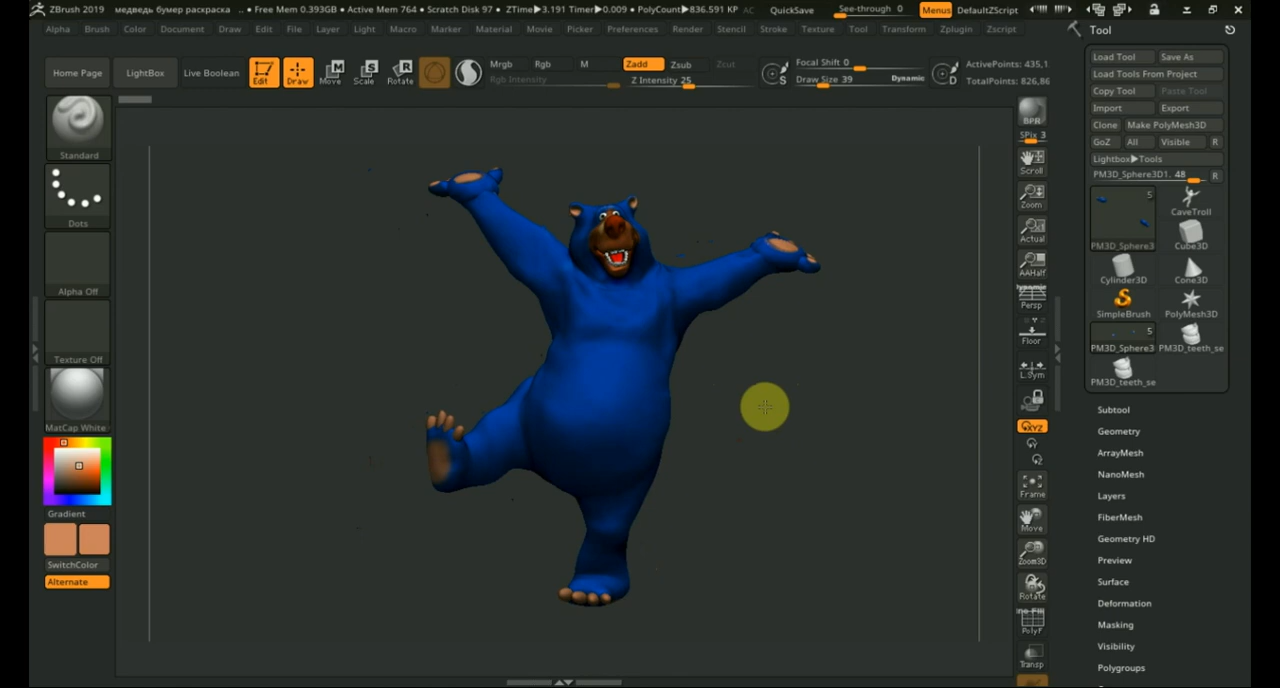 ZBrush 2019 медведь бумер раскраска .. • Free Mem 0.393GB • Active Mem 764 • Scratch Disk 97 • ZTime▶3.191 Timer▶0.009 • PolyCount▶836.591 KP AC QuickSave See-through 0 Menus DefaultZScript
Alpha Brush Color Document Draw Edit File Layer Light Macro Marker Material Movie Picker Preferences Render Stencil Stroke Texture Tool Transform Zplugin Zscript
Tool
Home Page LightBox Live Boolean Edit Draw Move Scale Rotate
Mrgb Rgb M Zadd Zsub Zcut
Rgb Intensity Z Intensity 25
Focal Shift 0
Draw Size 39 Dynamic
ActivePoints: 435,1
TotalPoints: 826,86
Load Tool Save As
Load Tools From Project
Copy Tool Paste Tool
Import Export
Clone Make PolyMesh3D
GoZ All Visible R
Lightbox▶Tools
PM3D_Sphere3D1. 48 R
5
PM3D_Sphere3
CaveTroll
Cube3D
Cylinder3D Cone3D
SimpleBrush PolyMesh3D
5
PM3D_Sphere3 PM3D_teeth_se
PM3D_teeth_se
Subtool
Geometry
ArrayMesh
NanoMesh
Layers
FiberMesh
Geometry HD
Preview
Surface
Deformation
Masking
Visibility
Polygroups
Standard
Dots
Alpha Off
Texture Off
MatCap White
Gradient
SwitchColor
Alternate
S
D
BPR
SPix 3
Scroll
Zoom
Actual
AAHalf
Dynamic
Persp
Floor
L.Sym
XYZ
Frame
Move
Zoom3D
Rotate
Line Fill
PolyF
Transp